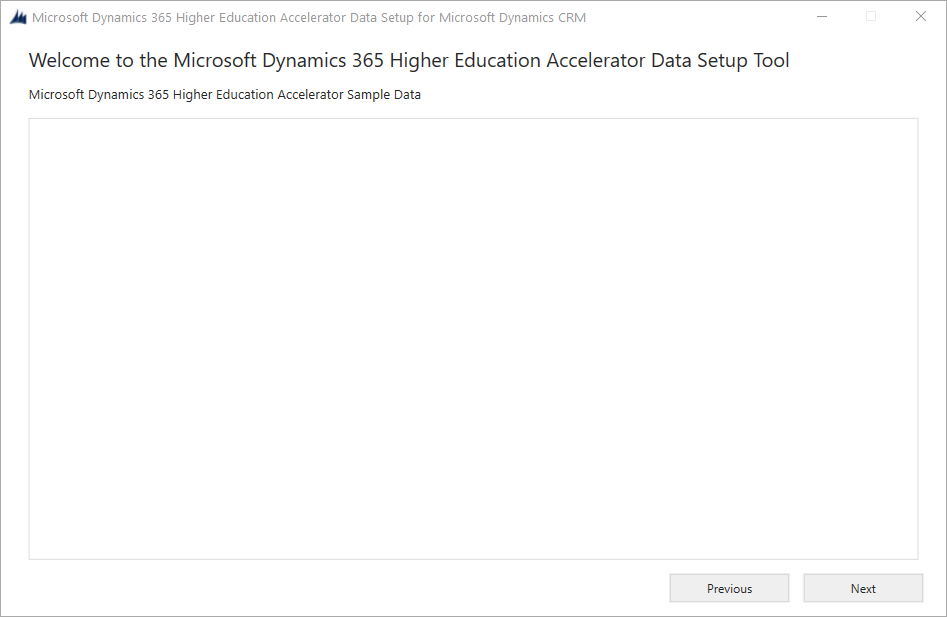 Microsoft Dynamics 365 Higher Education Accelerator Data Setup for Microsoft Dynamics CRM
Welcome to the Microsoft Dynamics 365 Higher Education Accelerator Data Setup Tool
Microsoft Dynamics 365 Higher Education Accelerator Sample Data
Previous Next